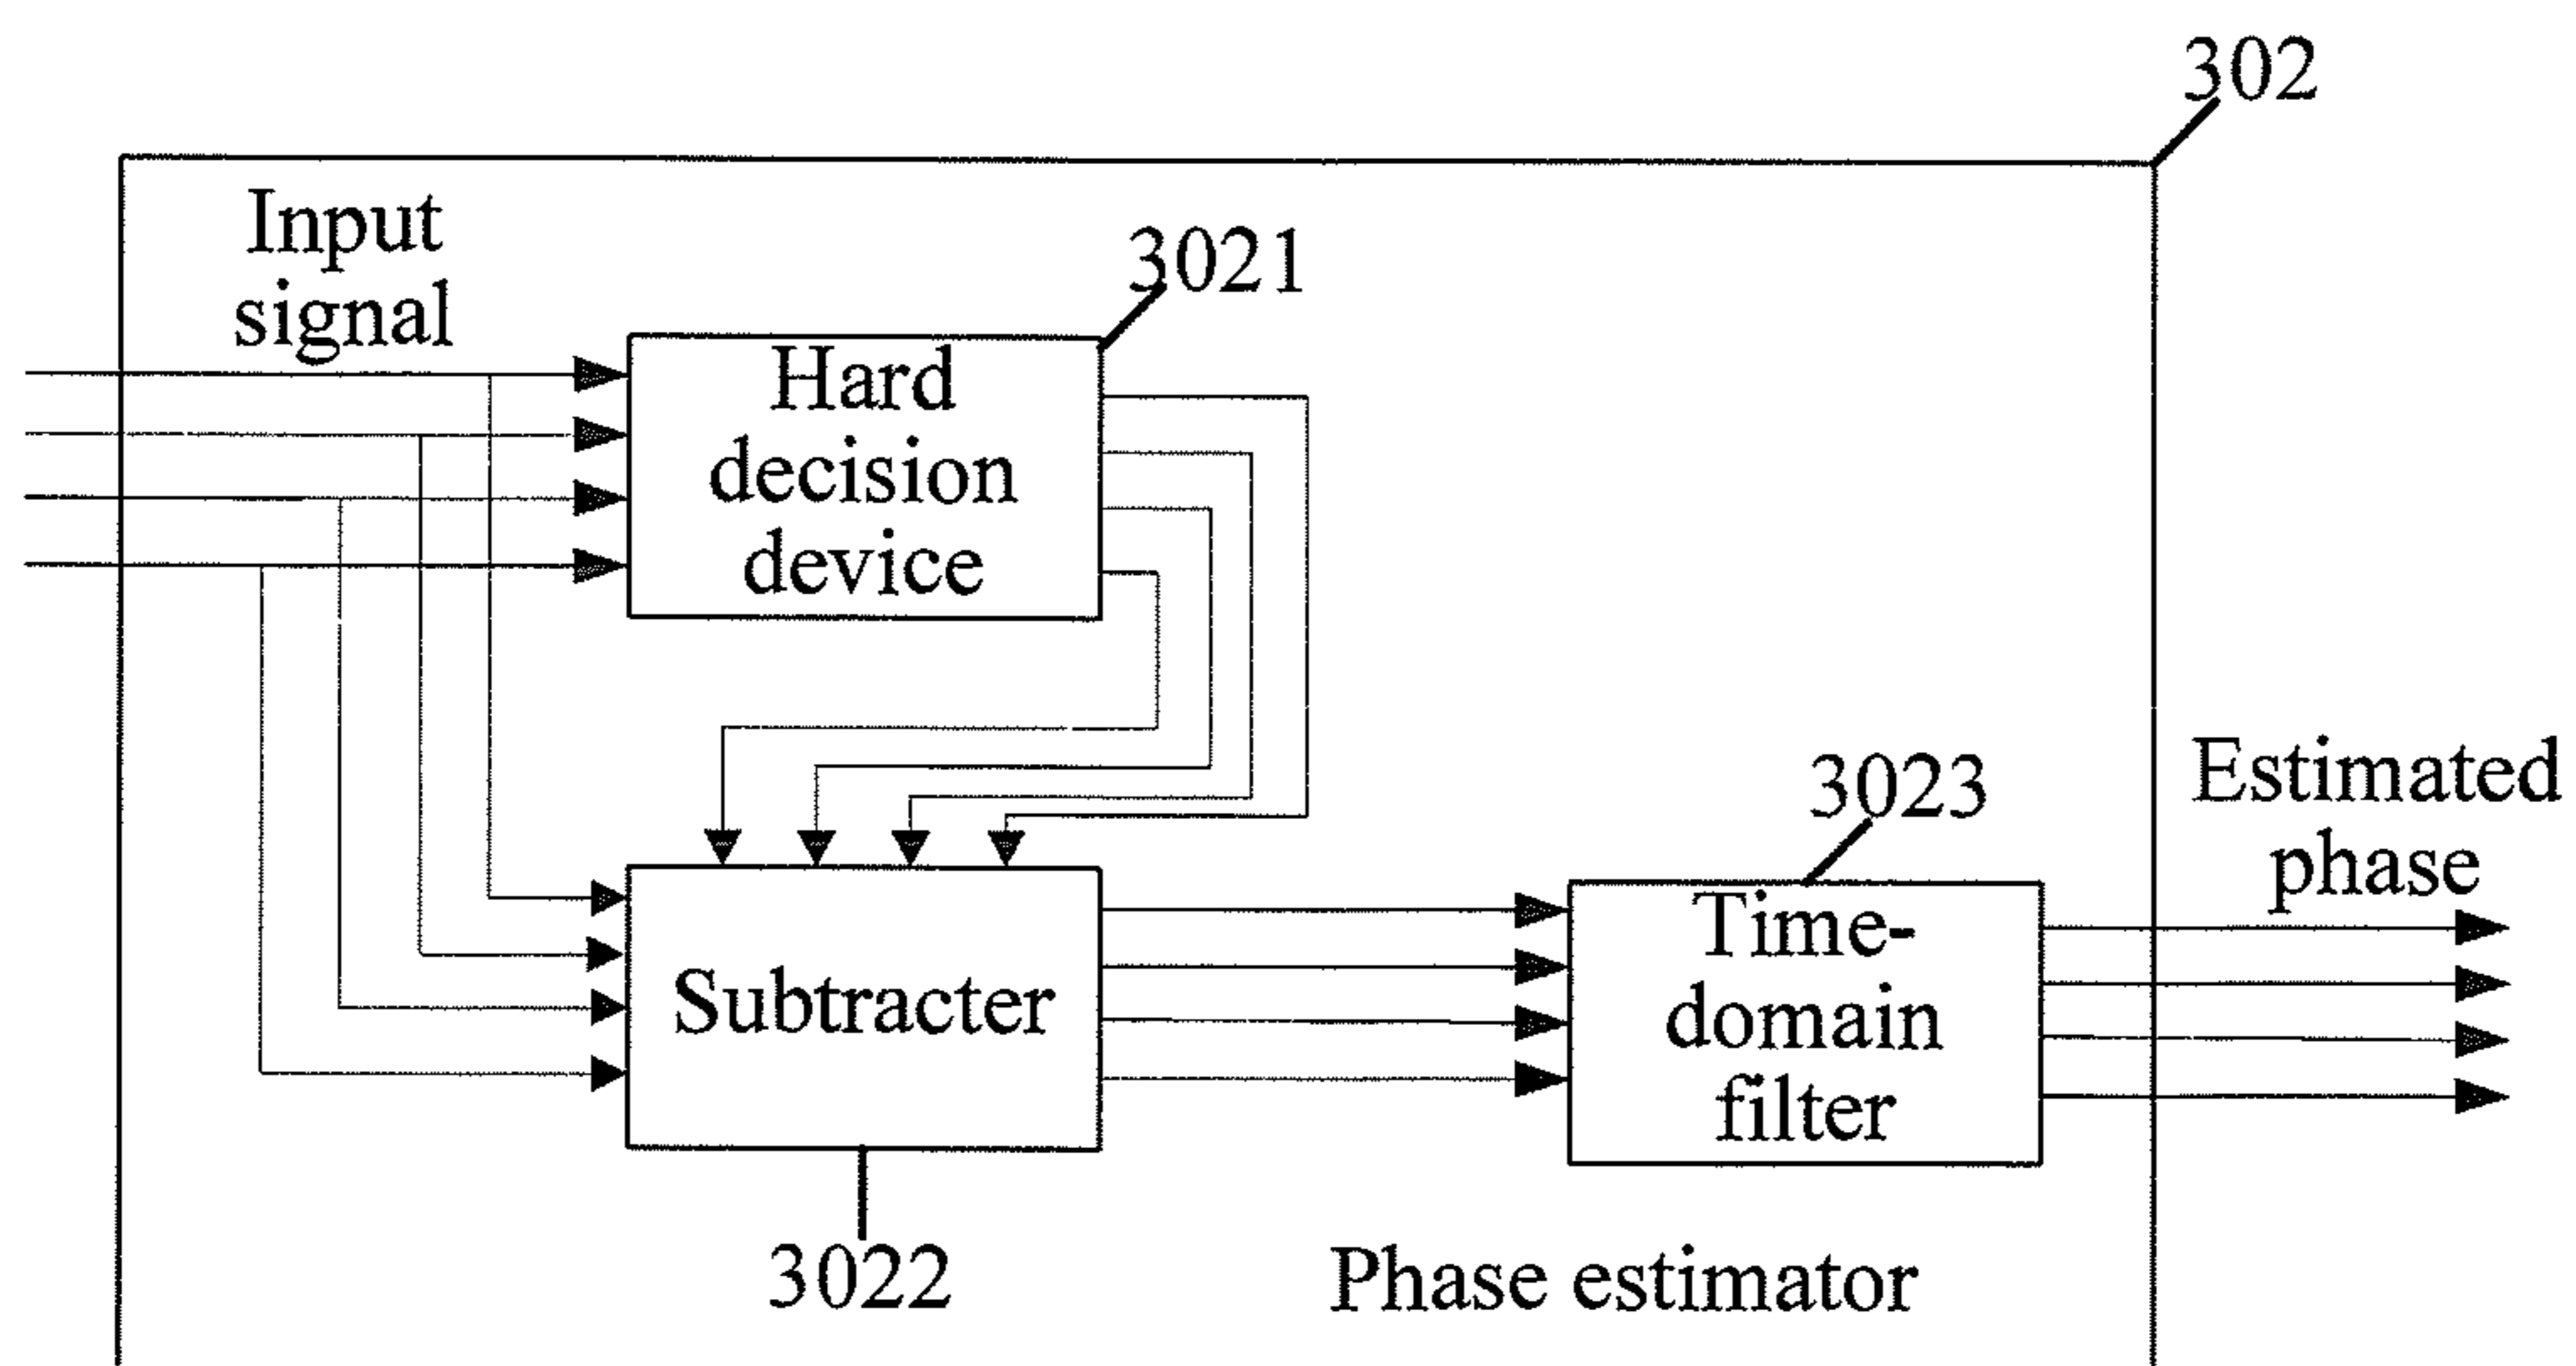 302
Input
signal
3021
Hard
decision
device
3023
Estimated
phase
Time-
domain
filter
Subtracter
3022
Phase estimator